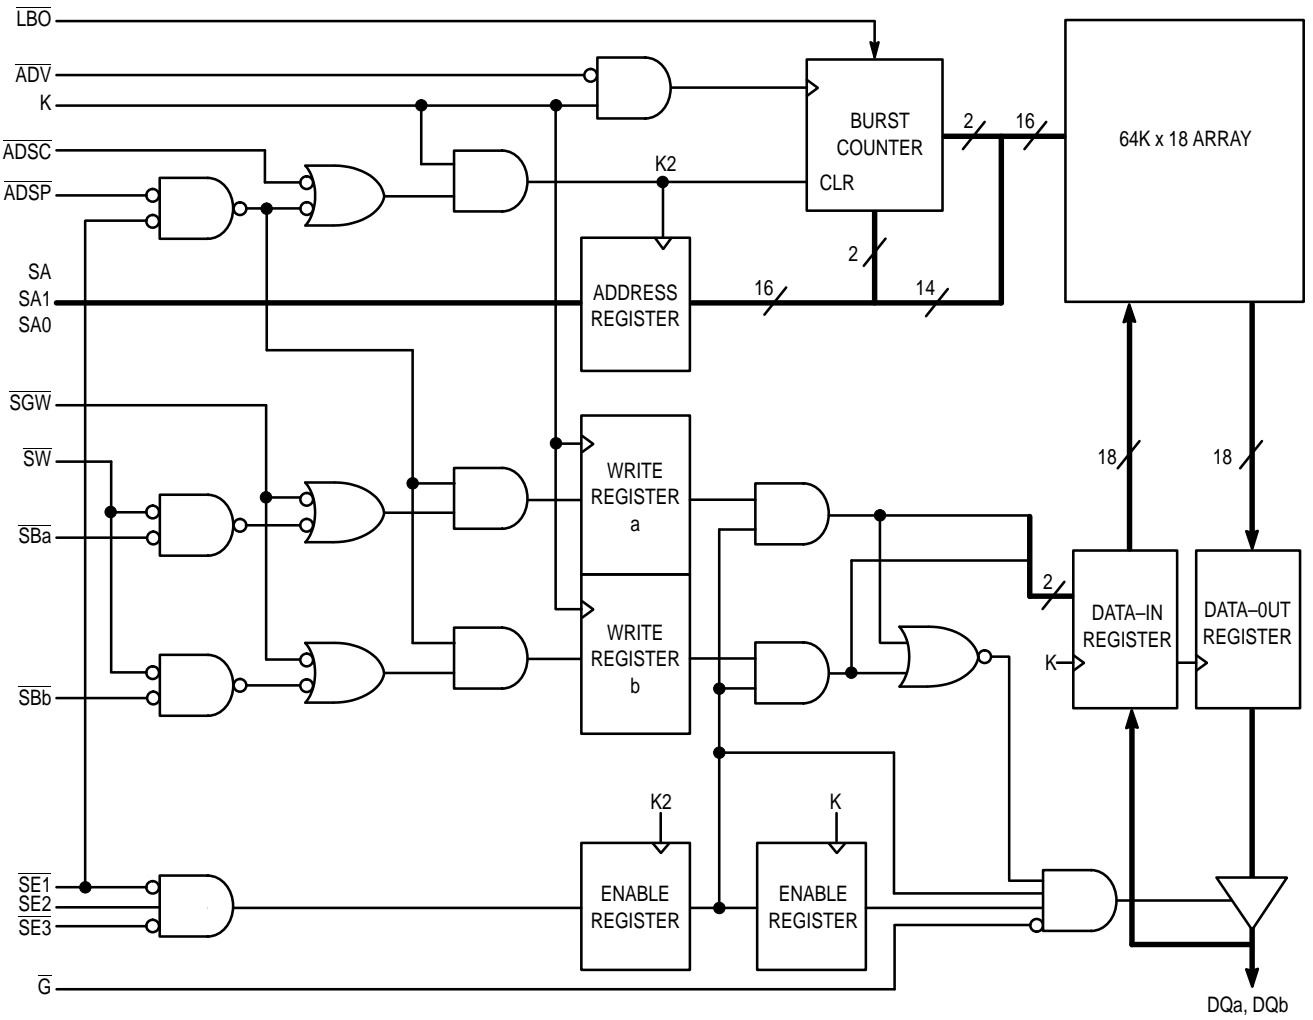 LBO
ADV
K
ADSC
ADSP
K2
BURST
COUNTER
CLR
2
16
64K x 18 ARRAY
2
SA
SA1
SA0
ADDRESS
REGISTER
16
14
SGW
SW
SBa
SBb
WRITE
REGISTER
a
WRITE
REGISTER
b
18
18
2
DATA–IN
REGISTER
K
DATA–0UT
REGISTER
K2
K
SE1
SE2
SE3
ENABLE
REGISTER
ENABLE
REGISTER
G
DQa, DQb